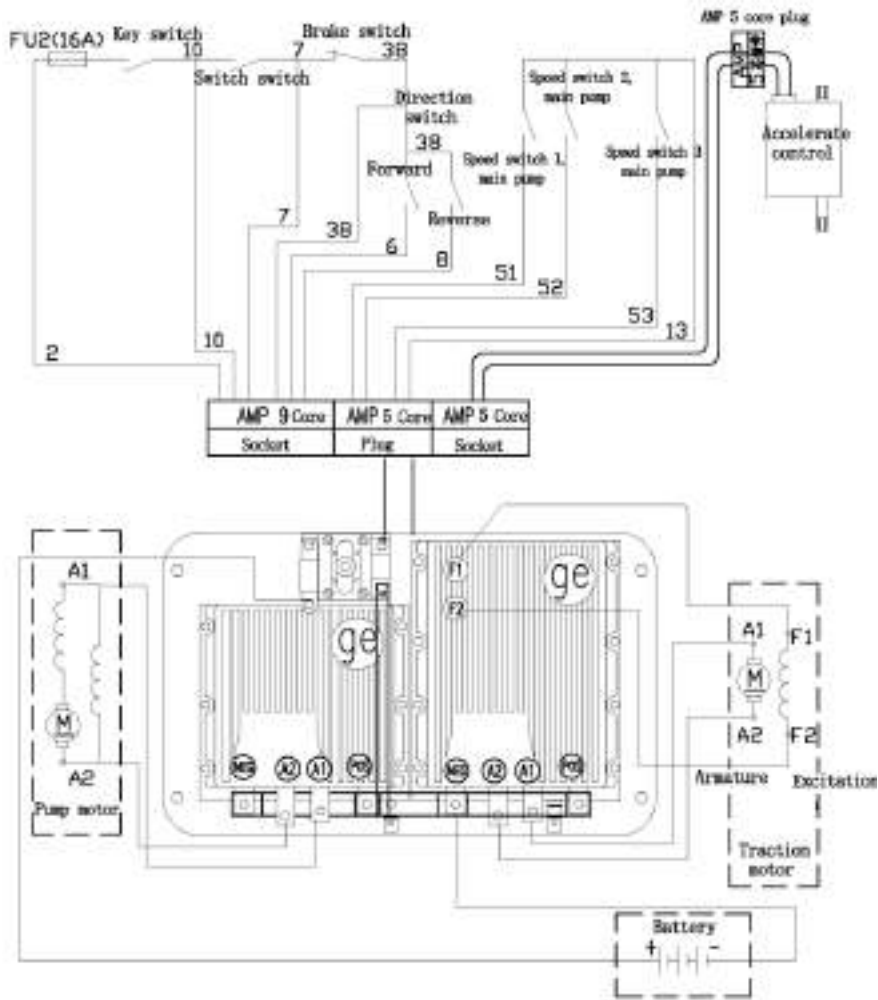 AMP 5 core plug
FU2(16A)
Key switch
10
7
Brake switch
38
Switch switch
Direction
switch
38
Forward
Reverse
Speed switch 2,
main pump
Speed switch 1,
main pump
Speed switch 3
main pump
Accelerate
control
7
38
6
8
51
52
53
13
10
2
AMP 9 Core
AMP 5 Core
AMP 5 Core
Socket
Plug
Socket
A1
M
A2
Pump motor
ge
NEG
A2
A1
POS
F1
F2
ge
NEG
A2
A1
POS
A1
F1
M
A2
F2
Armature
Excitation
Traction
motor
Battery
+
-